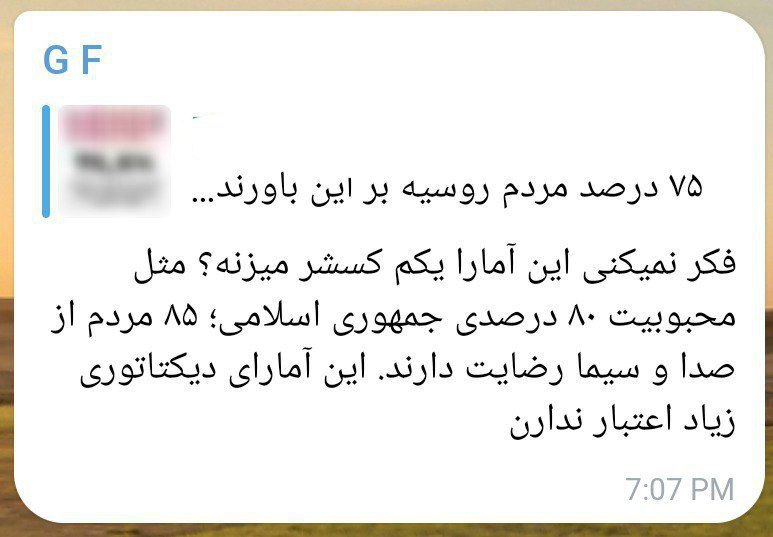 G F
۷۵ درصد مردم روسیه بر این باورند...
فکر نمیکنی این آمارا یکم کسشر میزنه؟ مثل
محبوبیت ۸۰ درصدی جمهوری اسلامی؛ ۸۵ مردم از
صدا و سیما رضایت دارند. این آمارای دیکتاتوری
زیاد اعتبار ندارن
7:07 PM